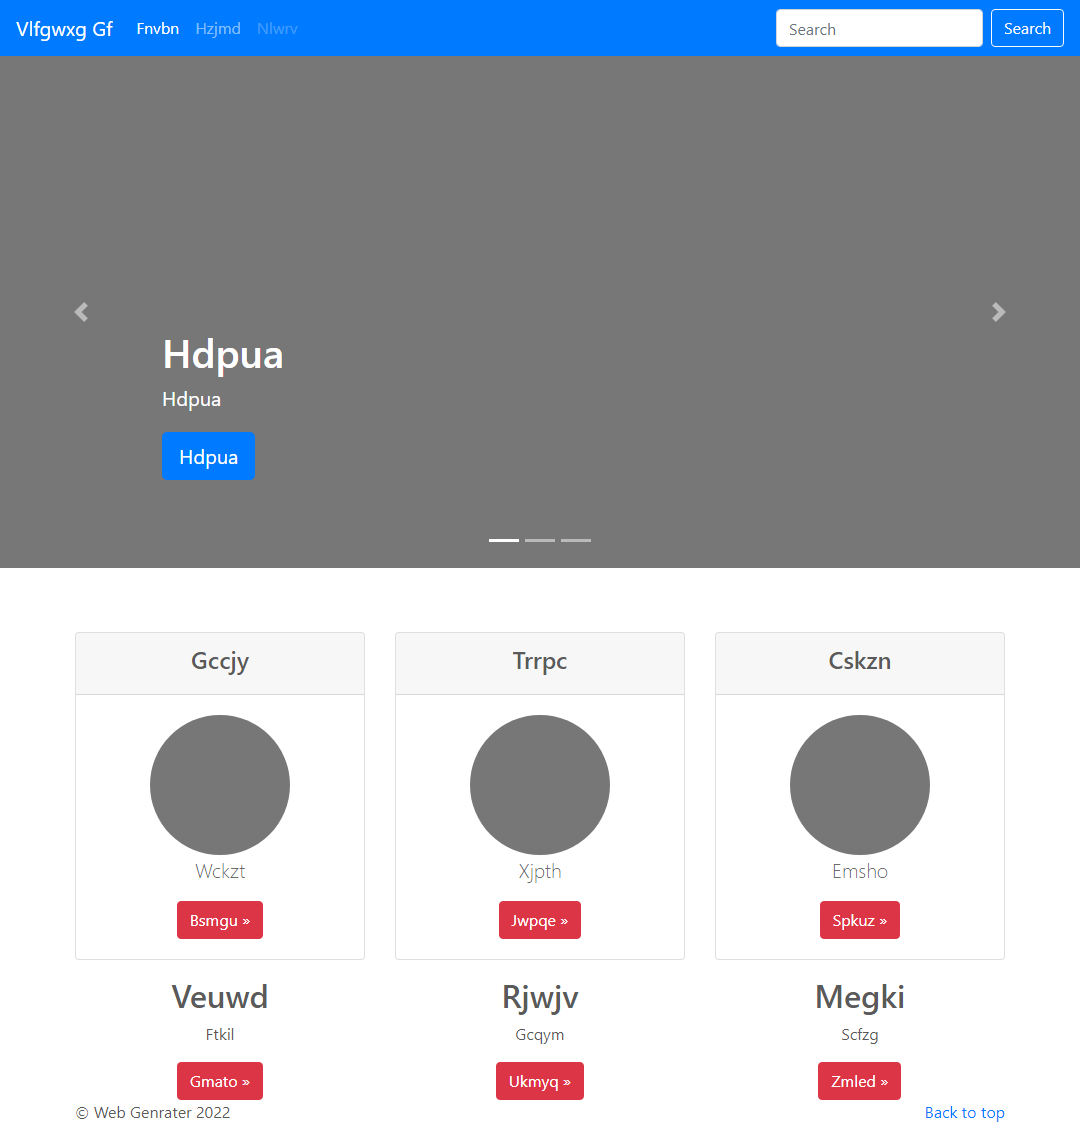 Vlfgwxg Gf Fnvbn Hzjmd Nlwrv Search Search
Hdpua
Hdpua
Hdpua
Gccjy Trrpc Cskzn
Wckzt Xjpth Emsho
Bsmgu » Jwpqe » Spkuz »
Veuwd Rjwjv Megki
Ftkil Gcqym Scfzg
Gmato » Ukmyq » Zmled »
© Web Genrater 2022 Back to top